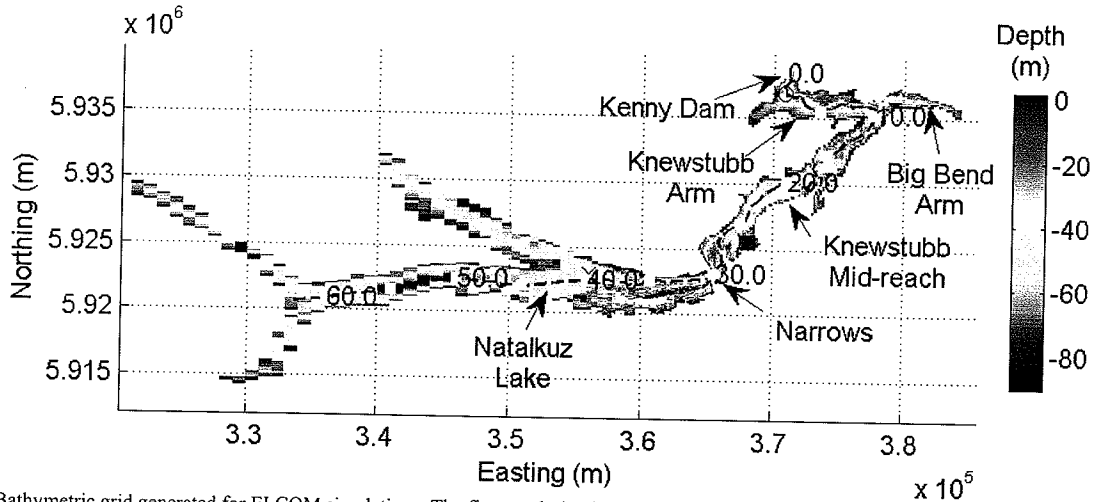 x 10^6
Depth
(m)
Northing (m)
5.935
5.93
5.925
5.92
5.915
0
-20
-40
-60
-80
0.0
Kenny Dam
10.0
Knewstubb
Arm
Big Bend
Arm
20.0
Knewstubb
Mid-reach
30.0
Narrows
40.0
50.0
60.0
Natalkuz
Lake
3.3
3.4
3.5
3.6
3.7
3.8
Easting (m)
x 10^5
Bathymetric grid generated for ELCOM simulations. The